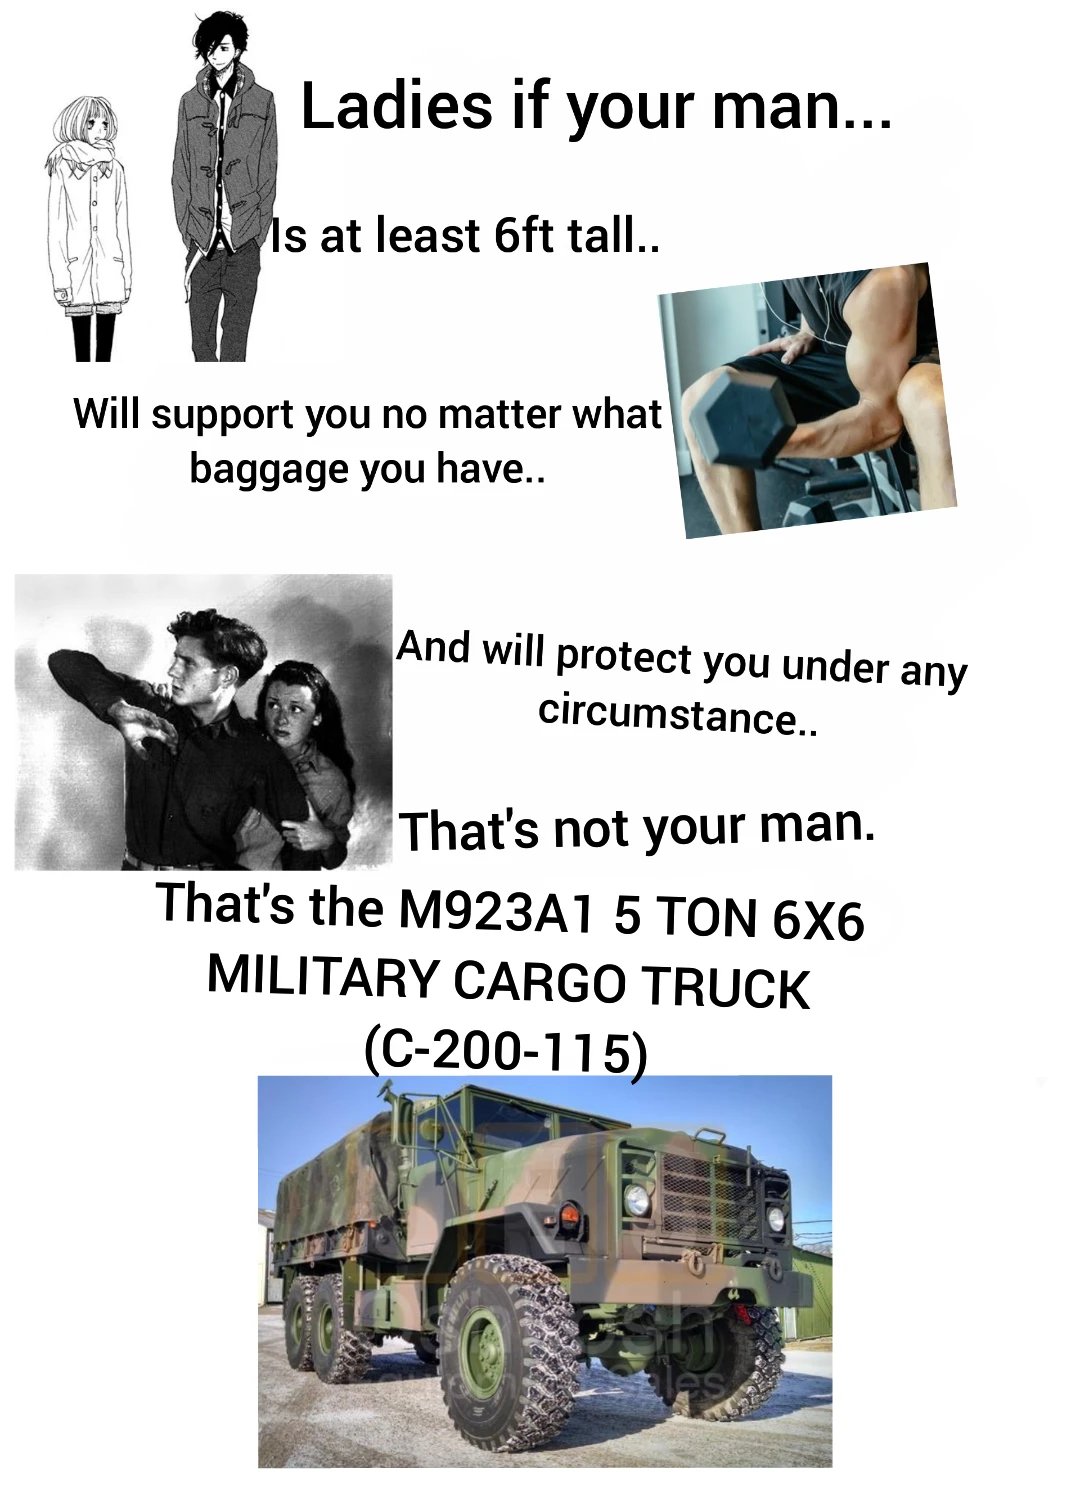 Ladies if your man...
Is at least 6ft tall..
Will support you no matter what
baggage you have..
And will protect you under any
circumstance..
That's not your man.
That's the M923A1 5 TON 6X6
MILITARY CARGO TRUCK
(C-200-115)